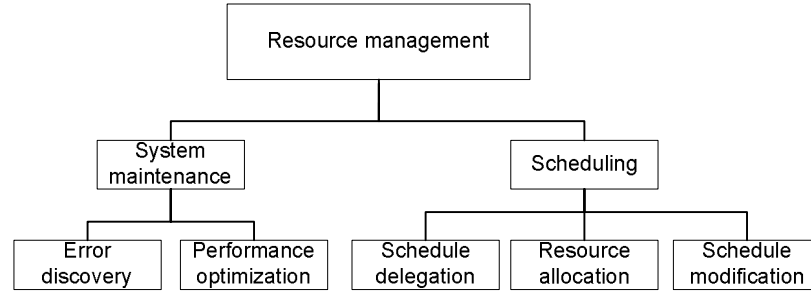 Resource management
System
maintenance
Scheduling
Error
discovery
Performance
optimization
Schedule
delegation
Resource
allocation
Schedule
modification